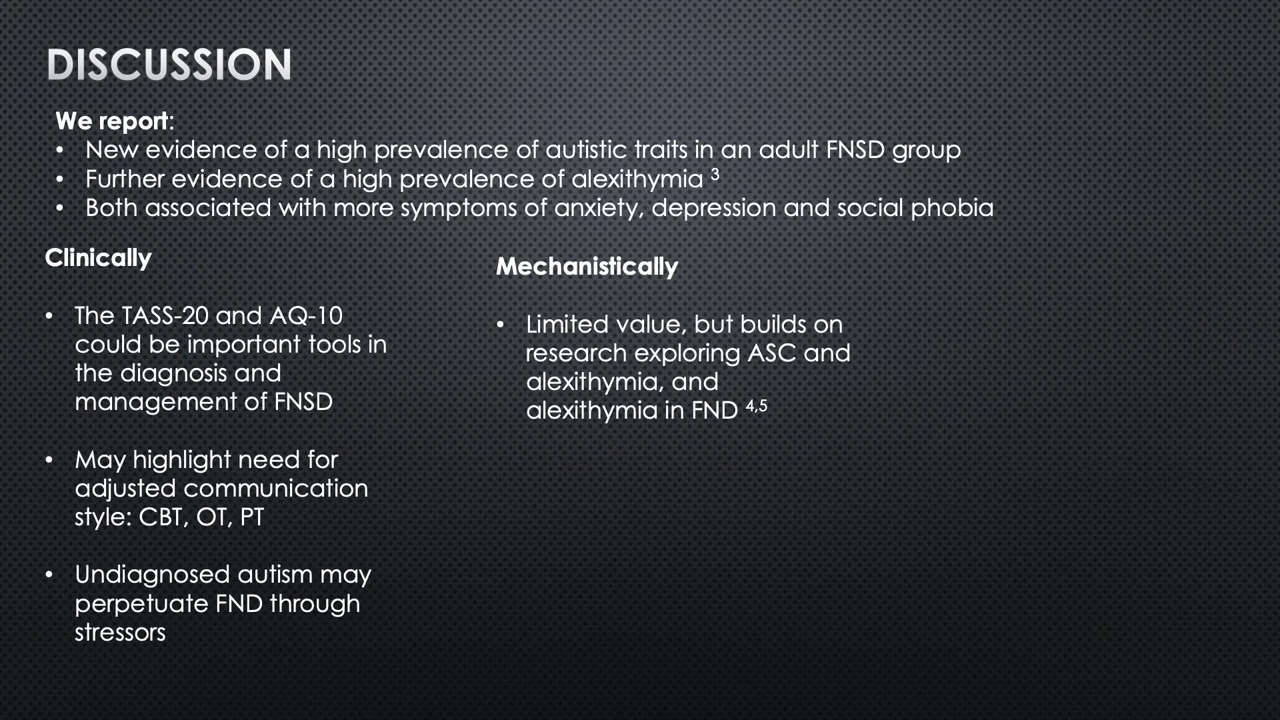 DISCUSSION
We report:
• New evidence of a high prevalence of autistic traits in an adult FNSD group
• Further evidence of a high prevalence of alexithymia 3
• Both associated with more symptoms of anxiety, depression and social phobia
Clinically
• The TASS-20 and AQ-10
could be important tools in
the diagnosis and
management of FNSD
• May highlight need for
adjusted communication
style: CBT, OT, PT
• Undiagnosed autism may
perpetuate FND through
stressors
Mechanistically
• Limited value, but builds on
research exploring ASC and
alexithymia, and
alexithymia in FND 4,5